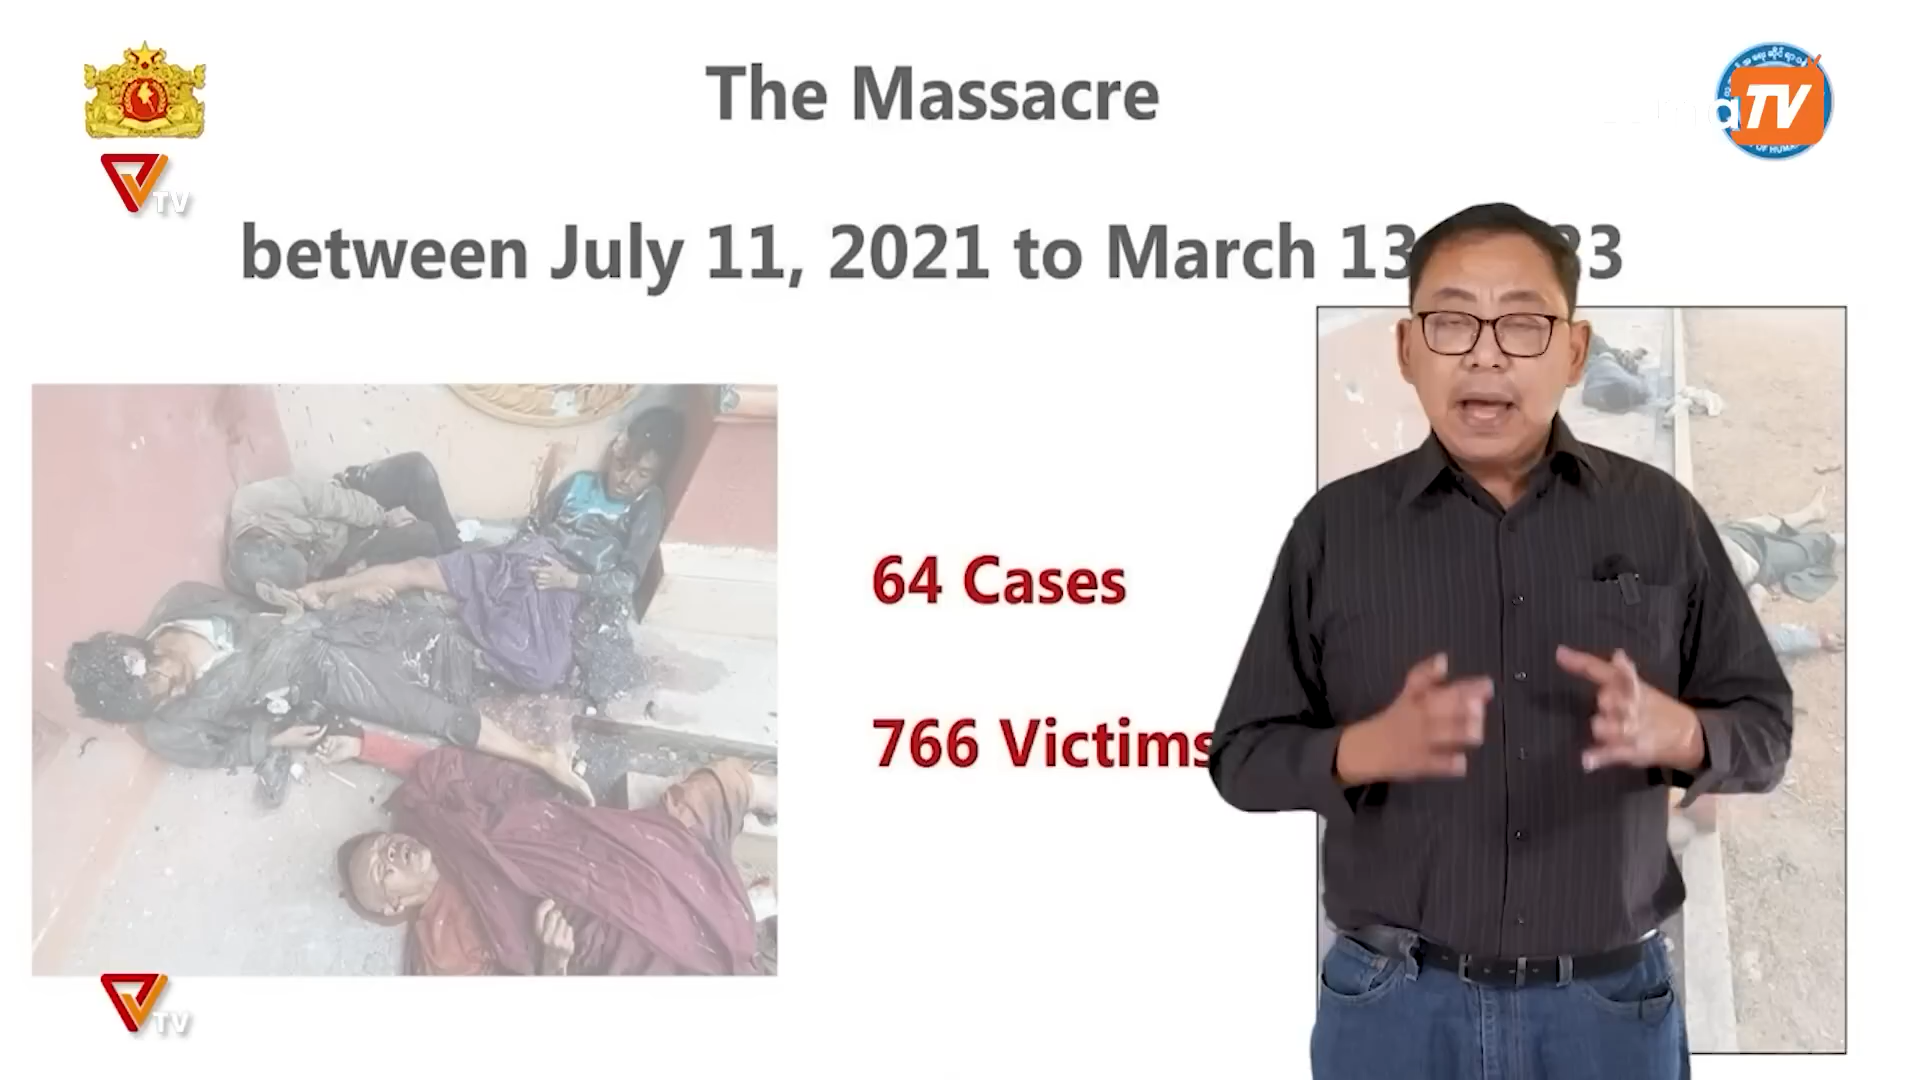 The Massacre
TV
TV
between July 11, 2021 to March 13
64 Cases
766 Victims
TV